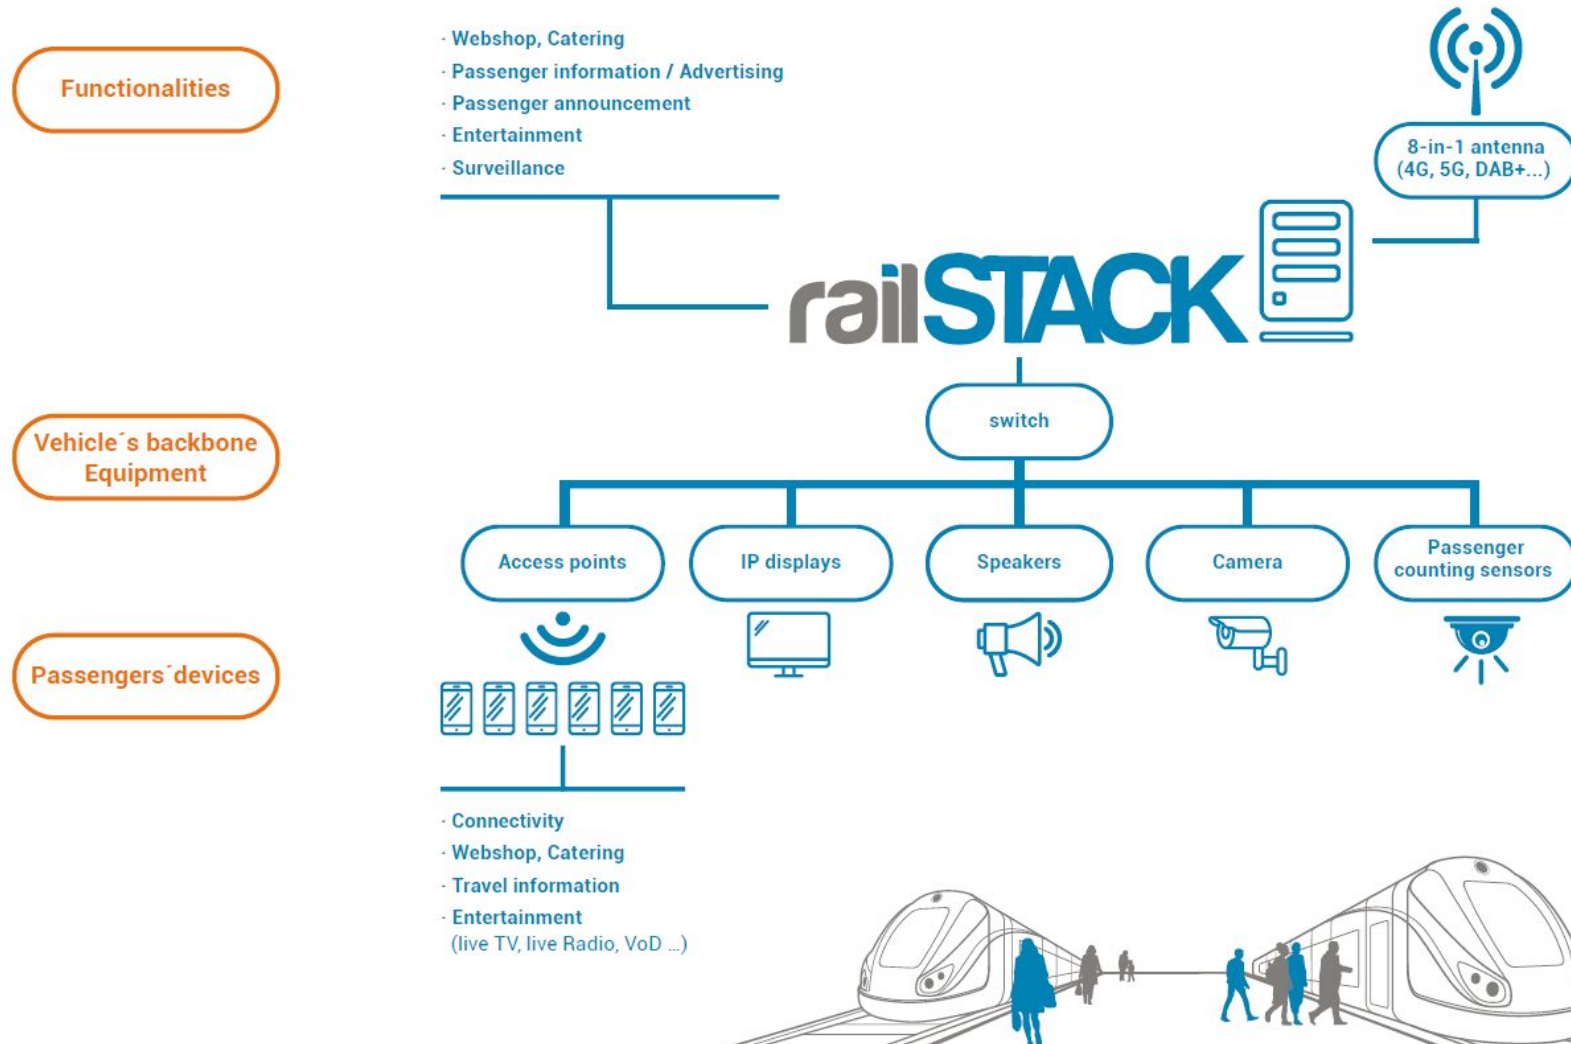 Functionalities
· Webshop, Catering
· Passenger information / Advertising
· Passenger announcement
· Entertainment
· Surveillance
8-in-1 antenna
(4G, 5G, DAB+...)
railSTACK
switch
Vehicle´s backbone
Equipment
Access points
IP displays
Speakers
Camera
Passenger
counting sensors
Passengers´devices
· Connectivity
· Webshop, Catering
· Travel information
· Entertainment
(live TV, live Radio, VoD ...)